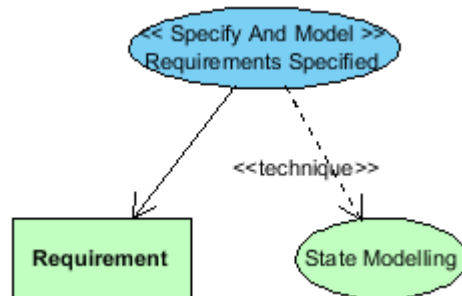 << Specify And Model >>
Requirements Specified
<<technique>>
Requirement
State Modelling